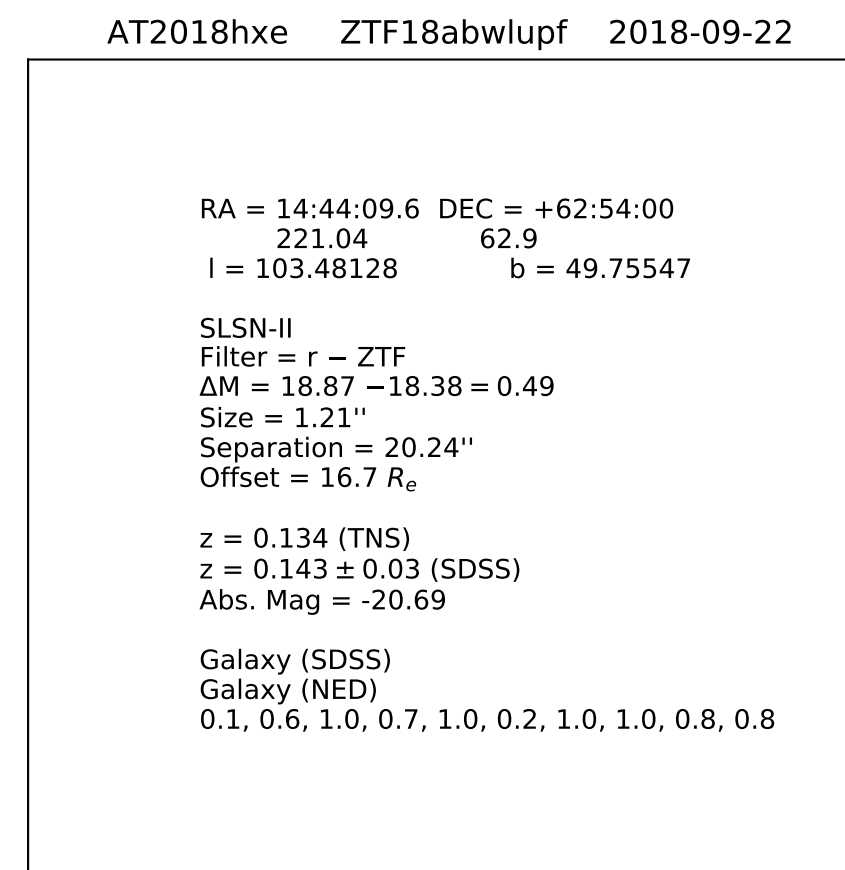 AT2018hxe ZTF18abwlupf 2018-09-22
RA = 14:44:09.6 DEC = +62:54:00
221.04 62.9
l = 103.48128 b = 49.75547
SLSN-II
Filter = r − ZTF
ΔM = 18.87 −18.38 = 0.49
Size = 1.21''
Separation = 20.24''
Offset = 16.7 Rₑ
z = 0.134 (TNS)
z = 0.143 ± 0.03 (SDSS)
Abs. Mag = -20.69
Galaxy (SDSS)
Galaxy (NED)
0.1, 0.6, 1.0, 0.7, 1.0, 0.2, 1.0, 1.0, 0.8, 0.8